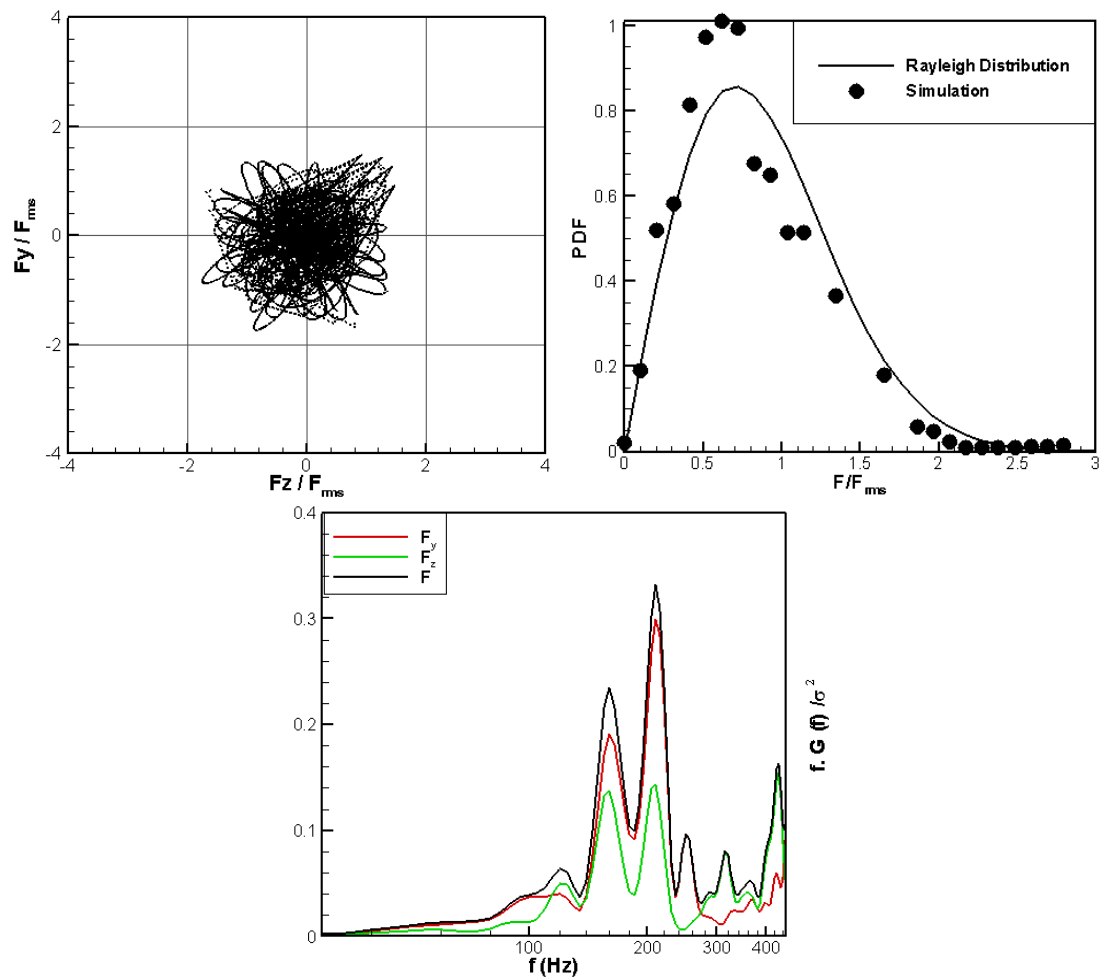 4
2
0
-2
-4
-4
-2
0
2
4
Fy / Frms
Fz / Frms
1
0.8
0.6
0.4
0.2
0
0
0.5
1
1.5
2
2.5
3
PDF
F/Frms
Rayleigh Distribution
Simulation
0.4
0.3
0.2
0.1
0
100
200
300
400
f (Hz)
f. G (f) /σ²
Fy
Fz
F